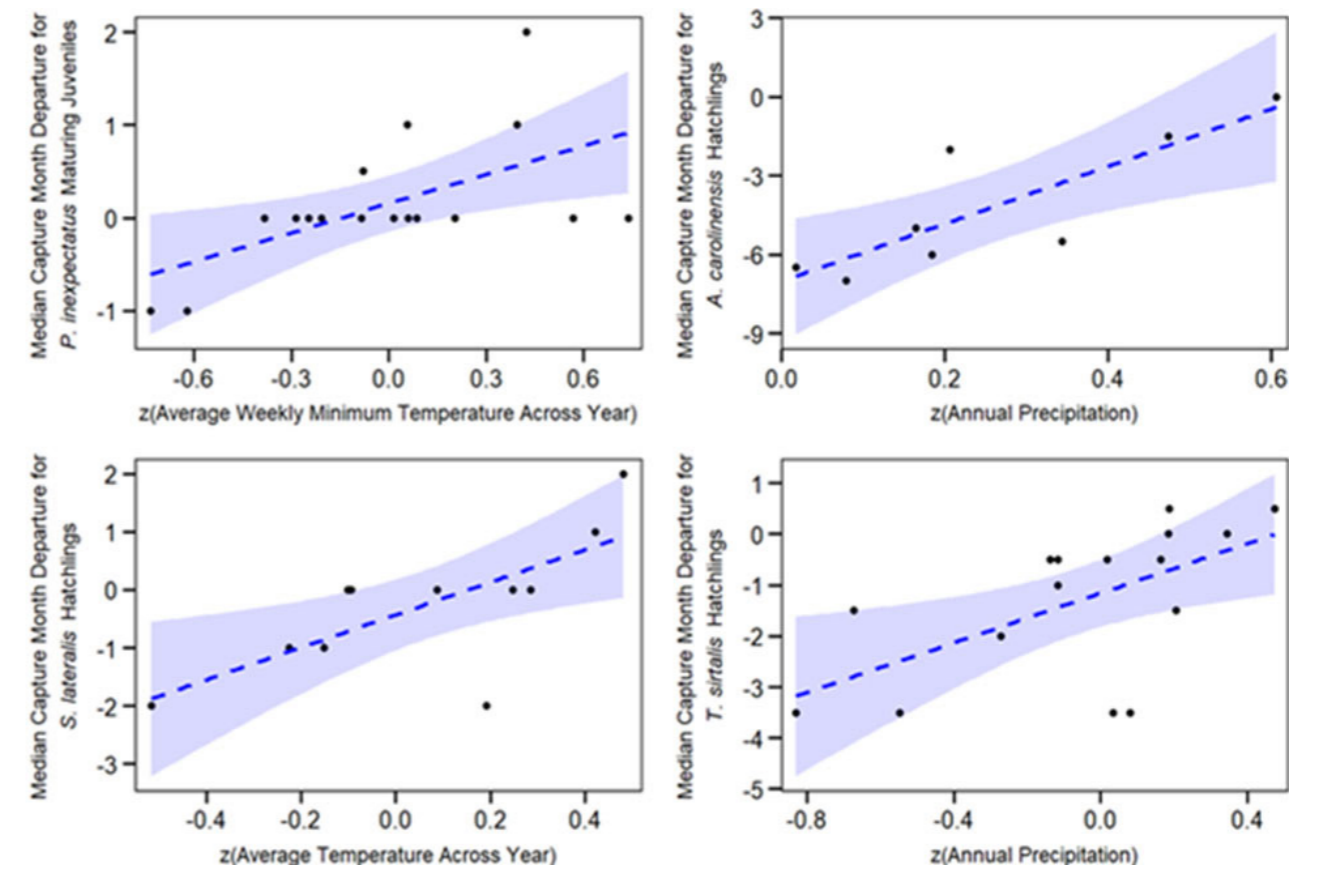 Median Capture Month Departure for
P. inexpectatus Maturing Juveniles
2
1
0
-1
-0.6 -0.3 0.0 0.3 0.6
z(Average Weekly Minimum Temperature Across Year)
Median Capture Month Departure for
A. carolinensis Hatchlings
3
0
-3
-6
-9
0.0 0.2 0.4 0.6
z(Annual Precipitation)
Median Capture Month Departure for
S. lateralis Hatchlings
2
1
0
-1
-2
-3
-0.4 -0.2 0.0 0.2 0.4
z(Average Temperature Across Year)
Median Capture Month Departure for
T. sirtalis Hatchlings
1
0
-1
-2
-3
-4
-5
-0.8 -0.4 0.0 0.4
z(Annual Precipitation)